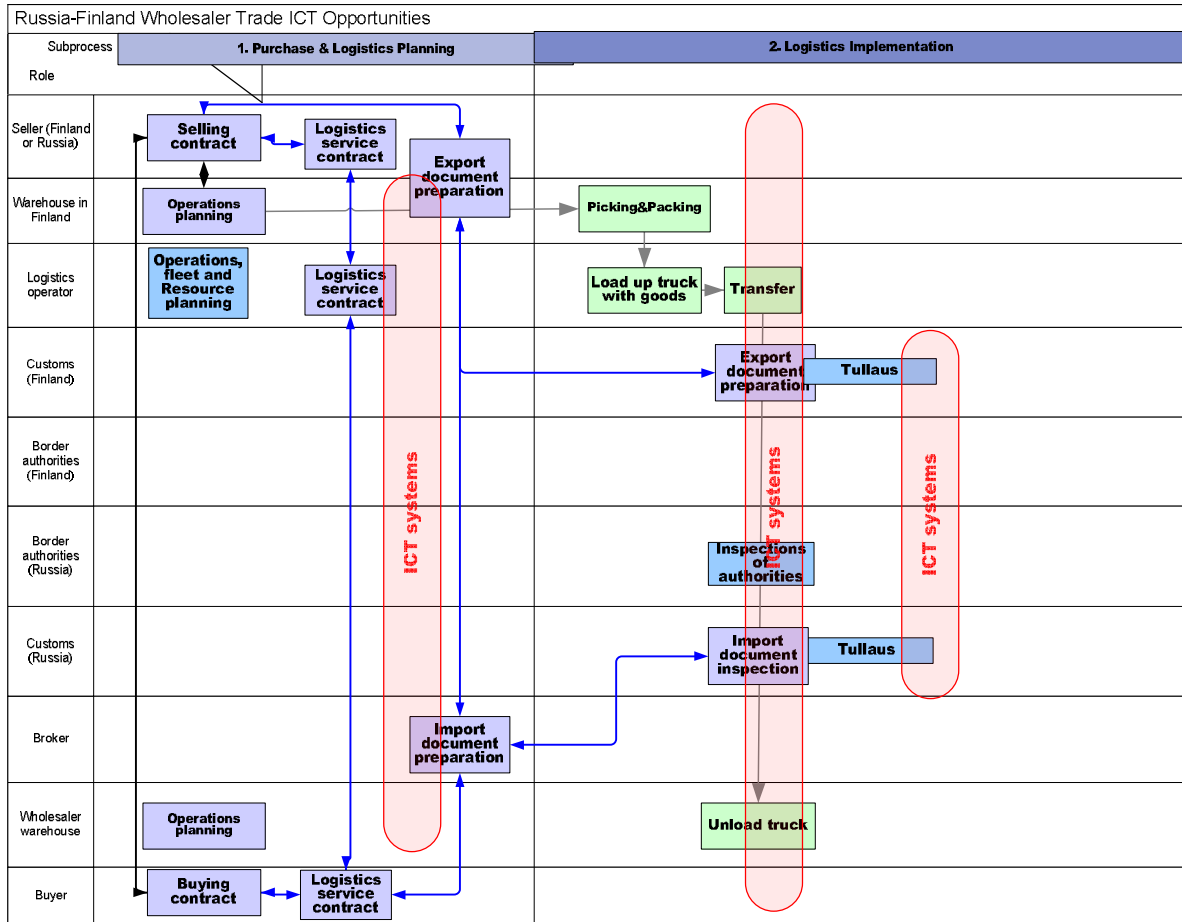 Russia-Finland Wholesaler Trade ICT Opportunities
Subprocess
1. Purchase & Logistics Planning
2. Logistics Implementation
Role
Seller (Finland
or Russia)
Selling
contract
Logistics
service
contract
Export
document
preparation
Warehouse in
Finland
Operations
planning
Picking&Packing
Logistics
operator
Operations,
fleet and
Resource
planning
Logistics
service
contract
Load up truck
with goods
Transfer
Customs
(Finland)
Export
document
preparation
Tullaus
Border
authorities
(Finland)
ICT systems
ICT systems
ICT systems
Border
authorities
(Russia)
Inspections
of
authorities
Customs
(Russia)
Import
document
inspection
Tullaus
Broker
Import
document
preparation
Wholesaler
warehouse
Operations
planning
Unload truck
Buyer
Buying
contract
Logistics
service
contract